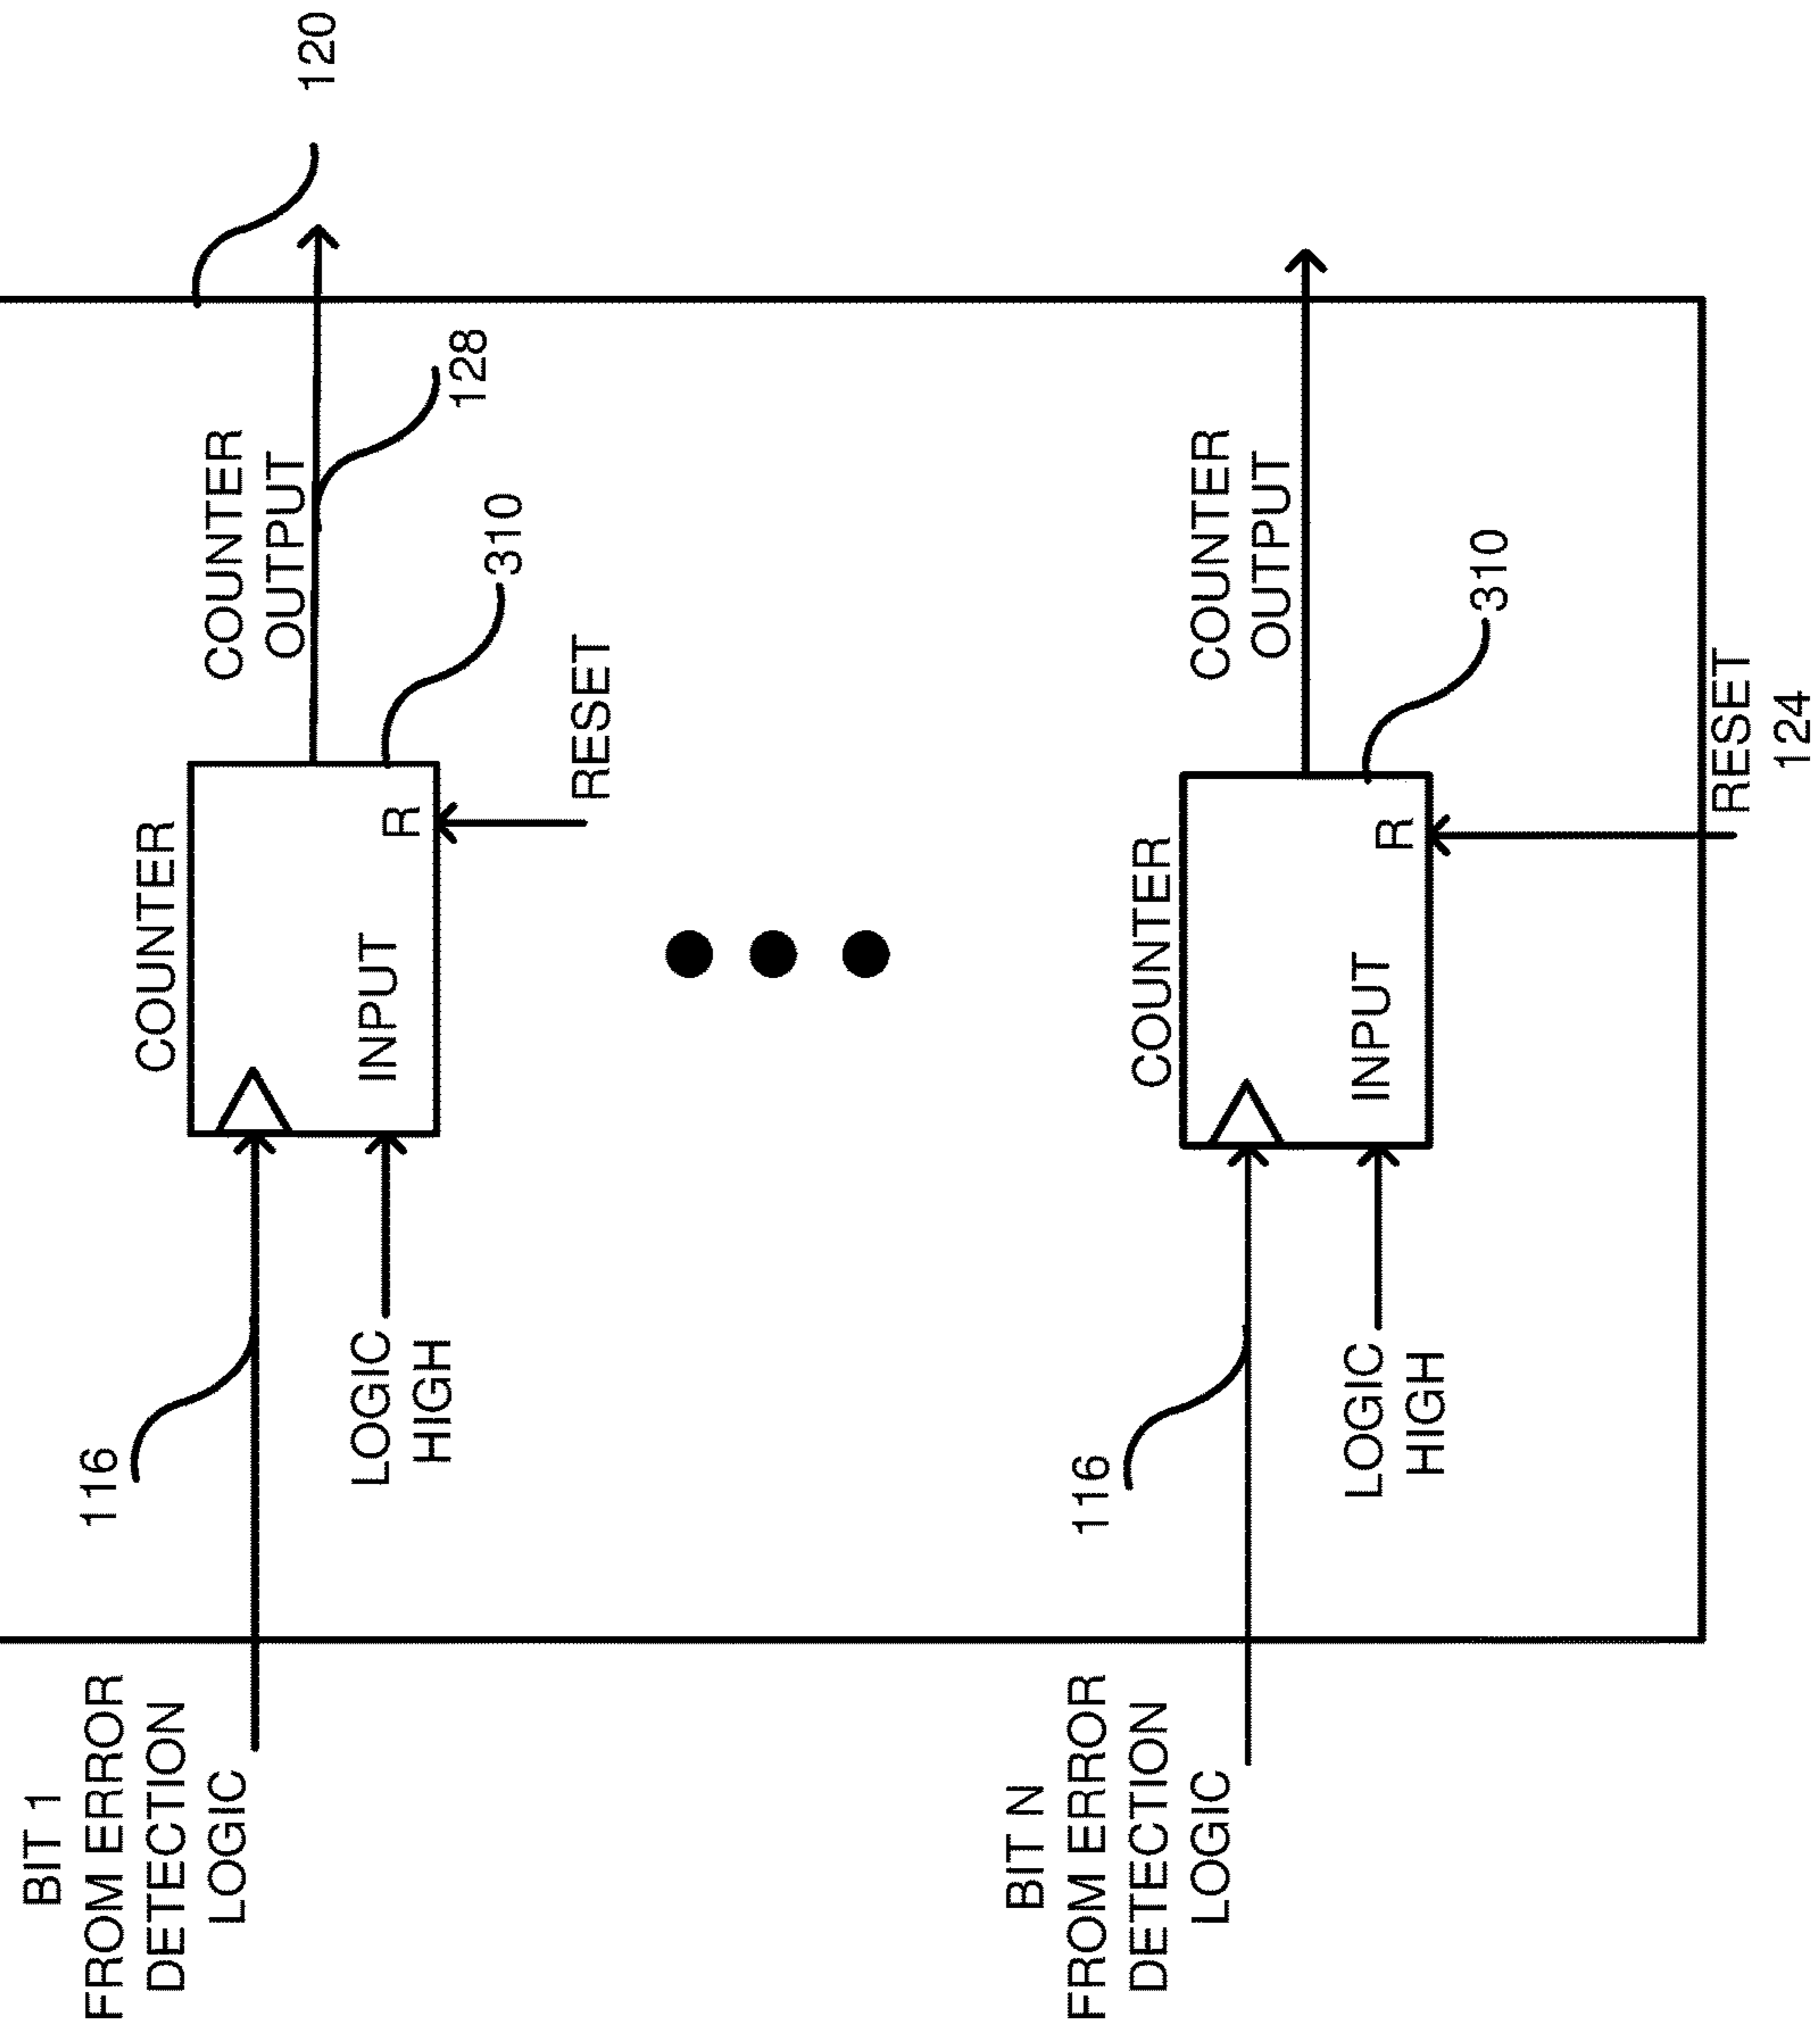 120
BIT 1
FROM ERROR
DETECTION
LOGIC
116
COUNTER
INPUT
R
LOGIC
HIGH
COUNTER
OUTPUT
128
310
RESET
BIT N
FROM ERROR
DETECTION
LOGIC
116
COUNTER
INPUT
R
LOGIC
HIGH
COUNTER
OUTPUT
310
RESET
124